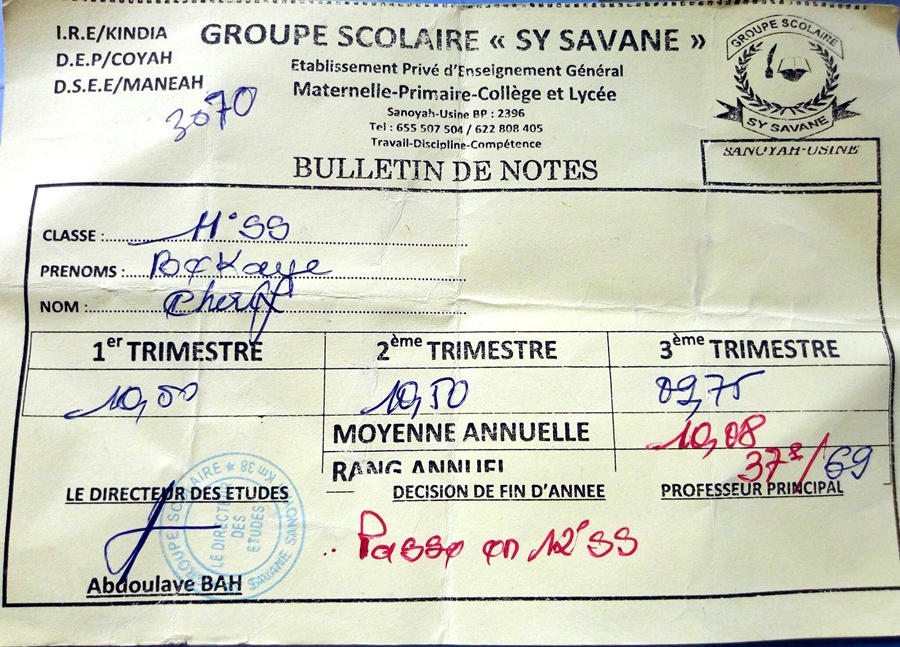 I.R.E/KINDIA
D.E.P/COYAH
D.S.E.E/MANEAH
3070
GROUPE SCOLAIRE « SY SAVANE »
Etablissement Privé d'Enseignement Général
Maternelle-Primaire-Collège et Lycée
Sanoyah-Usine BP : 2396
Tel : 655 507 504 / 622 808 405
Travail-Discipline-Compétence
BULLETIN DE NOTES
GROUPE SCOLAIRE
SY SAVANE
SANOYAH-USINE
CLASSE : 11e SS
PRENOMS : Bakaye
NOM : Cherif
1er TRIMESTRE 2ème TRIMESTRE 3ème TRIMESTRE
10,00 10,50 09,75
MOYENNE ANNUELLE 10,08
RANG ANNUEL 37e/69
LE DIRECTEUR DES ETUDES DECISION DE FIN D'ANNEE PROFESSEUR PRINCIPAL
Passe en 12e SS
LE DIRECTEUR
DES
ETUDES
Abdoulaye BAH